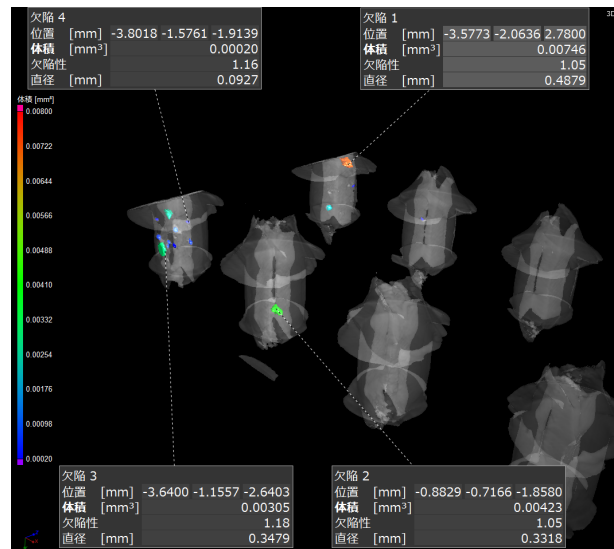 欠陥 4
位置 [mm] -3.8018 -1.5761 -1.9139
体積 [mm³] 0.00020
欠陥性 1.16
直径 [mm] 0.0927
欠陥 1
位置 [mm] -3.5773 -2.0636 2.7800
体積 [mm³] 0.00746
欠陥性 1.05
直径 [mm] 0.4879
3D
体積 [mm³]
0.00800
0.00722
0.00644
0.00566
0.00488
0.00410
0.00332
0.00254
0.00176
0.00098
0.00020
欠陥 3
位置 [mm] -3.6400 -1.1557 -2.6403
体積 [mm³] 0.00305
欠陥性 1.18
直径 [mm] 0.3479
欠陥 2
位置 [mm] -0.8829 -0.7166 -1.8580
体積 [mm³] 0.00423
欠陥性 1.05
直径 [mm] 0.3318